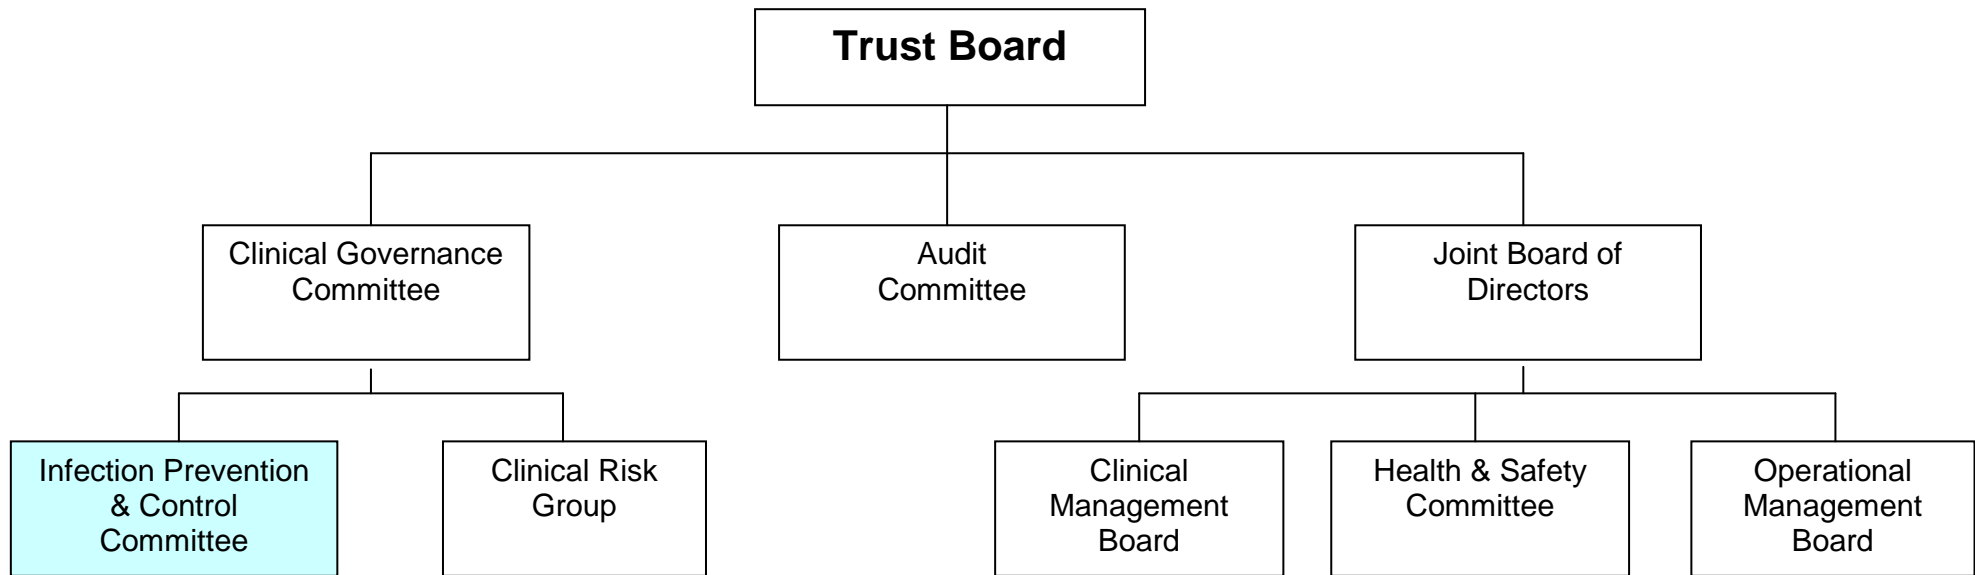 Trust Board
Clinical Governance
Committee
Audit
Committee
Joint Board of
Directors
Infection Prevention
& Control
Committee
Clinical Risk
Group
Clinical
Management
Board
Health & Safety
Committee
Operational
Management
Board